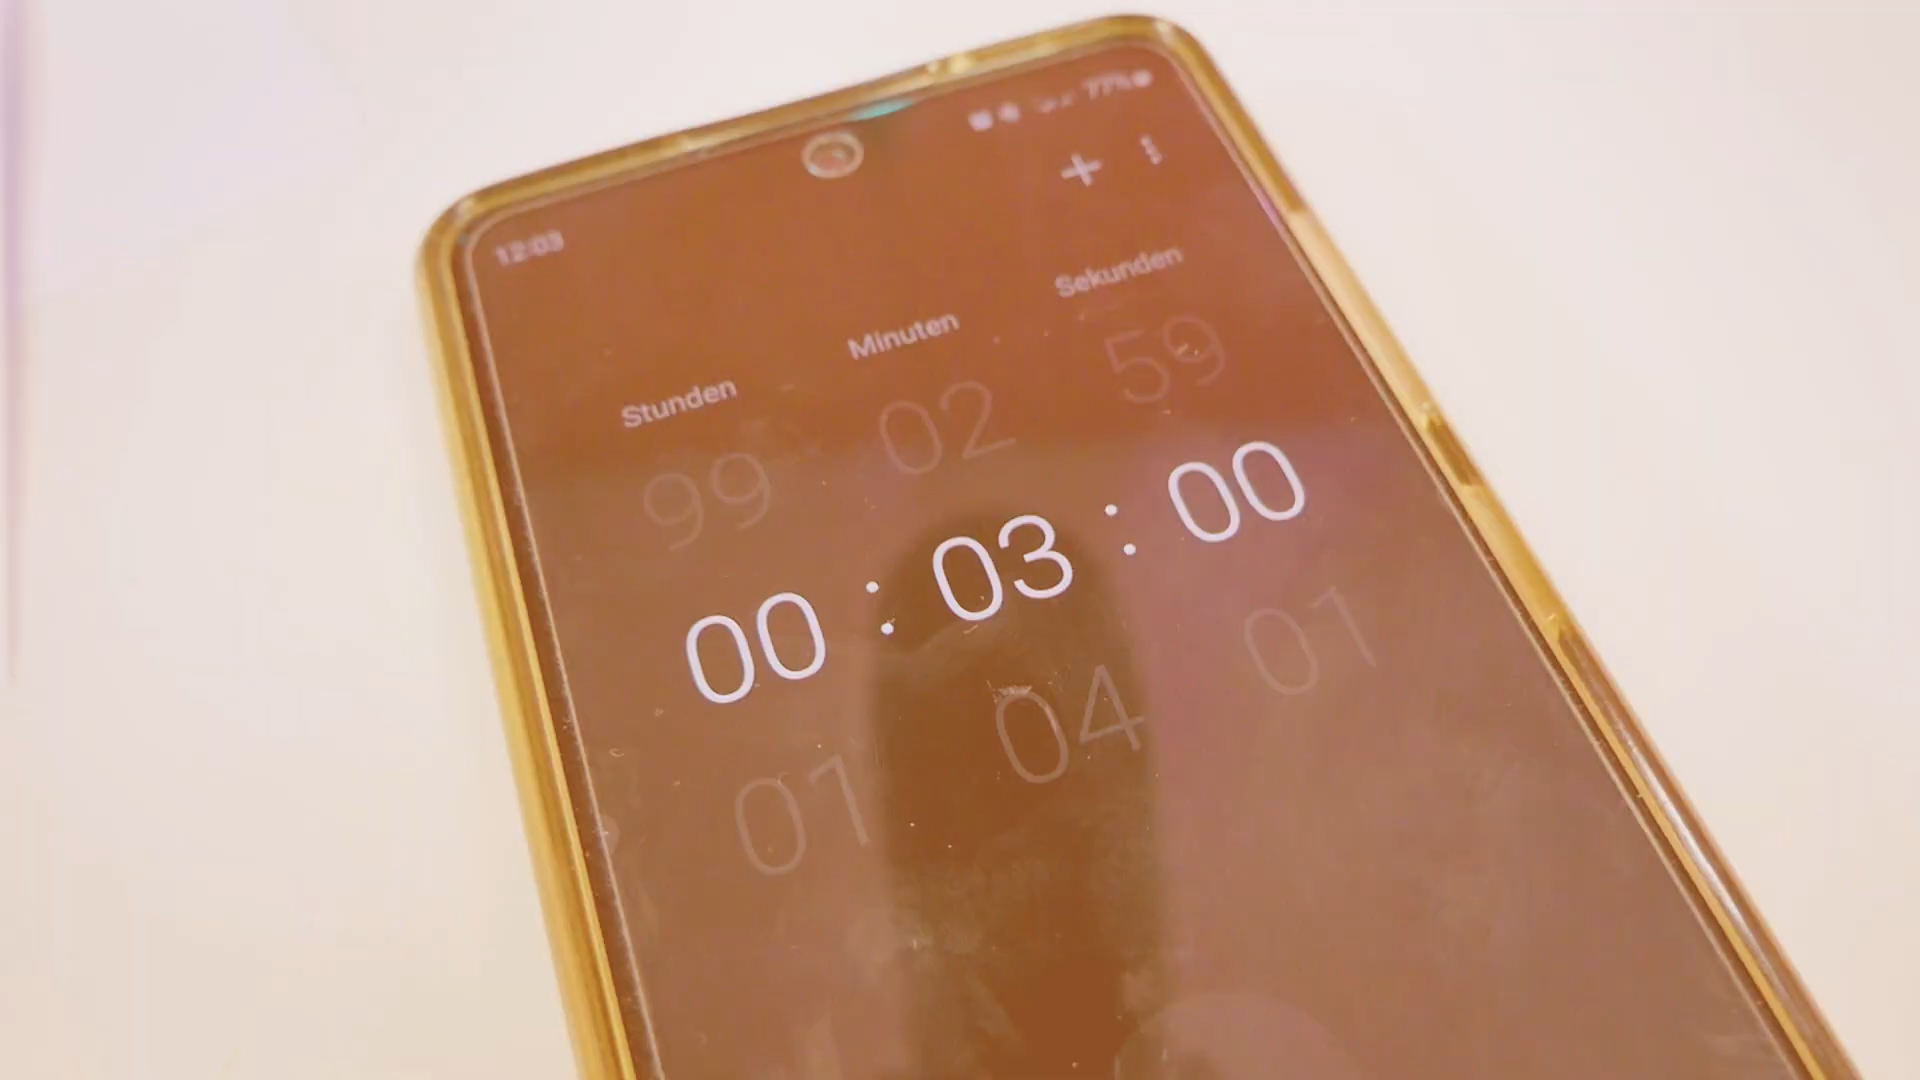 12:03 77%
Stunden Minuten Sekunden
99 02 59
00 : 03 : 00
01 04 01